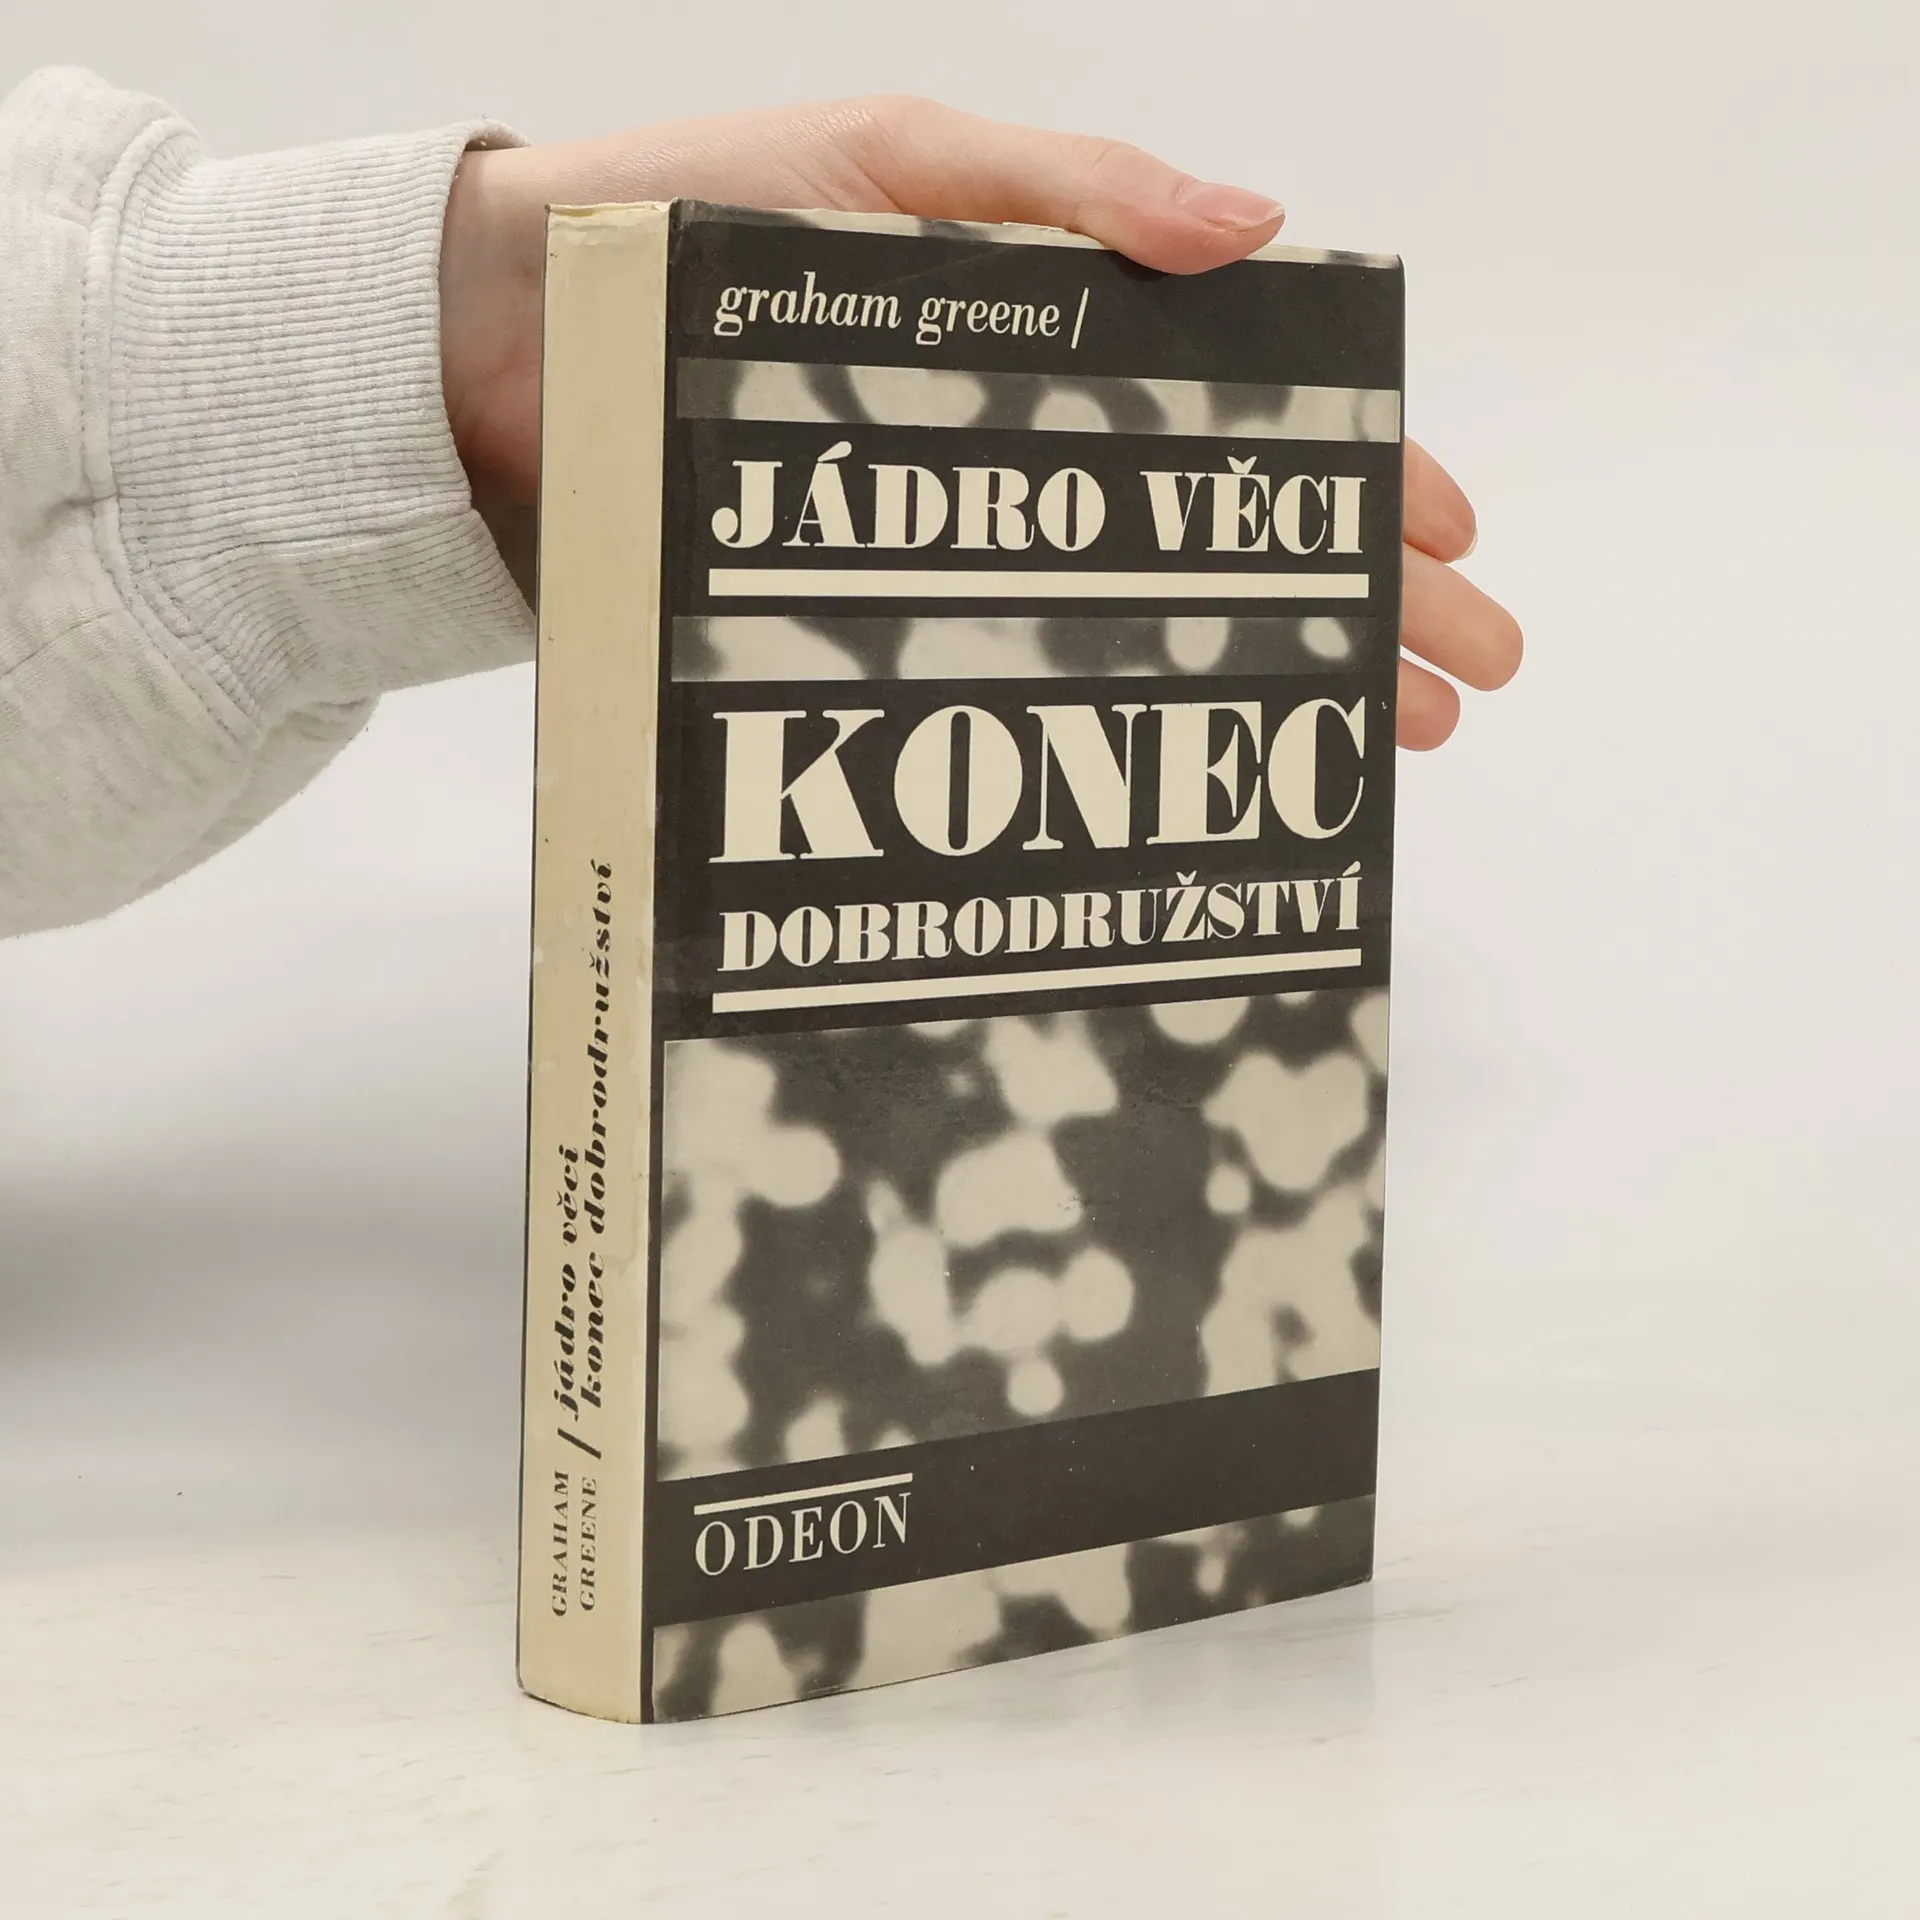 graham greene/
JÁDRO VĚCI
KONEC
DOBRODRUŽSTVÍ
ODEON
GRAHAM / jádro věci
GREENE / konec dobrodružství